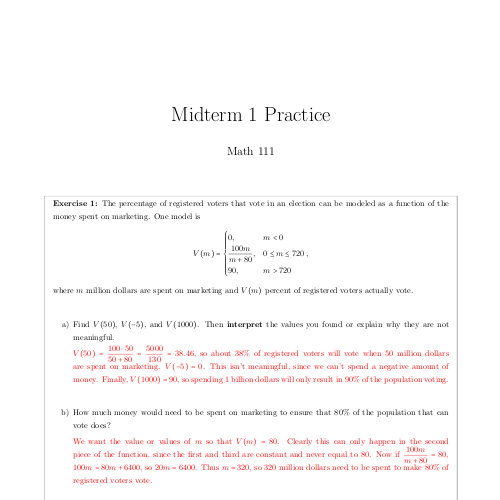 Midterm 1 Practice
Math 111
Exercise 1: The percentage of registered voters that vote in an election can be modeled as a function of the
money spent on marketing. One model is
V(m) = { 0, m < 0
100m/(m + 80), 0 ≤ m ≤ 720 ,
90, m > 720
where m million dollars are spent on marketing and V(m) percent of registered voters actually vote.
a) Find V(50), V(−5), and V(1000). Then interpret the values you found or explain why they are not
meaningful.
V(50) = (100·50)/(50+80) = 5000/130 = 38.46, so about 38% of registered voters will vote when 50 million dollars
are spent on marketing. V(−5) = 0. This isn't meaningful, since we can't spend a negative amount of
money. Finally, V(1000) = 90, so spending 1 billion dollars will only result in 90% of the population voting.
b) How much money would need to be spent on marketing to ensure that 80% of the population that can
vote does?
We want the value or values of m so that V(m) = 80. Clearly this can only happen in the second
piece of the function, since the first and third are constant and never equal to 80. Now if 100m/(m + 80) = 80,
100m = 80m + 6400, so 20m = 6400. Thus m = 320, so 320 million dollars need to be spent to make 80% of
registered voters vote.